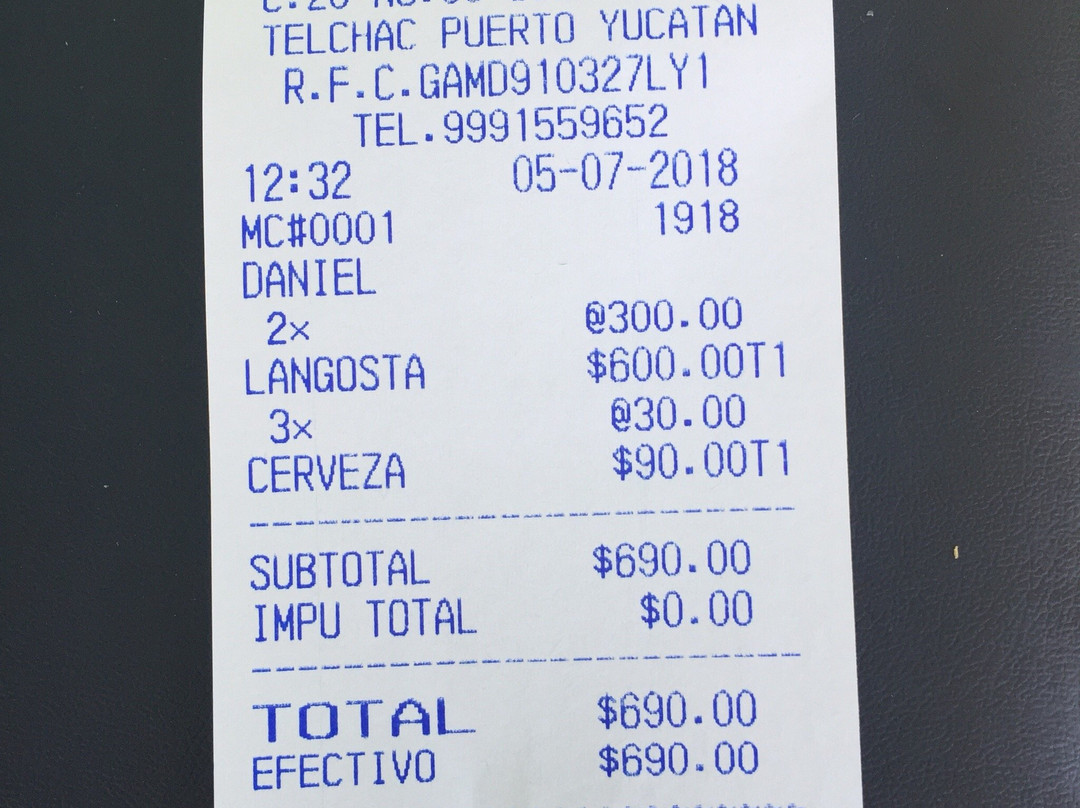 TELCHAC PUERTO YUCATAN
R.F.C.GAMD910327LY1
TEL.9991559652
12:32 05-07-2018
MC#0001 1918
DANIEL
2x @300.00
LANGOSTA $600.00T1
3x @30.00
CERVEZA $90.00T1
--------------------------------
SUBTOTAL $690.00
IMPU TOTAL $0.00
--------------------------------
TOTAL $690.00
EFECTIVO $690.00